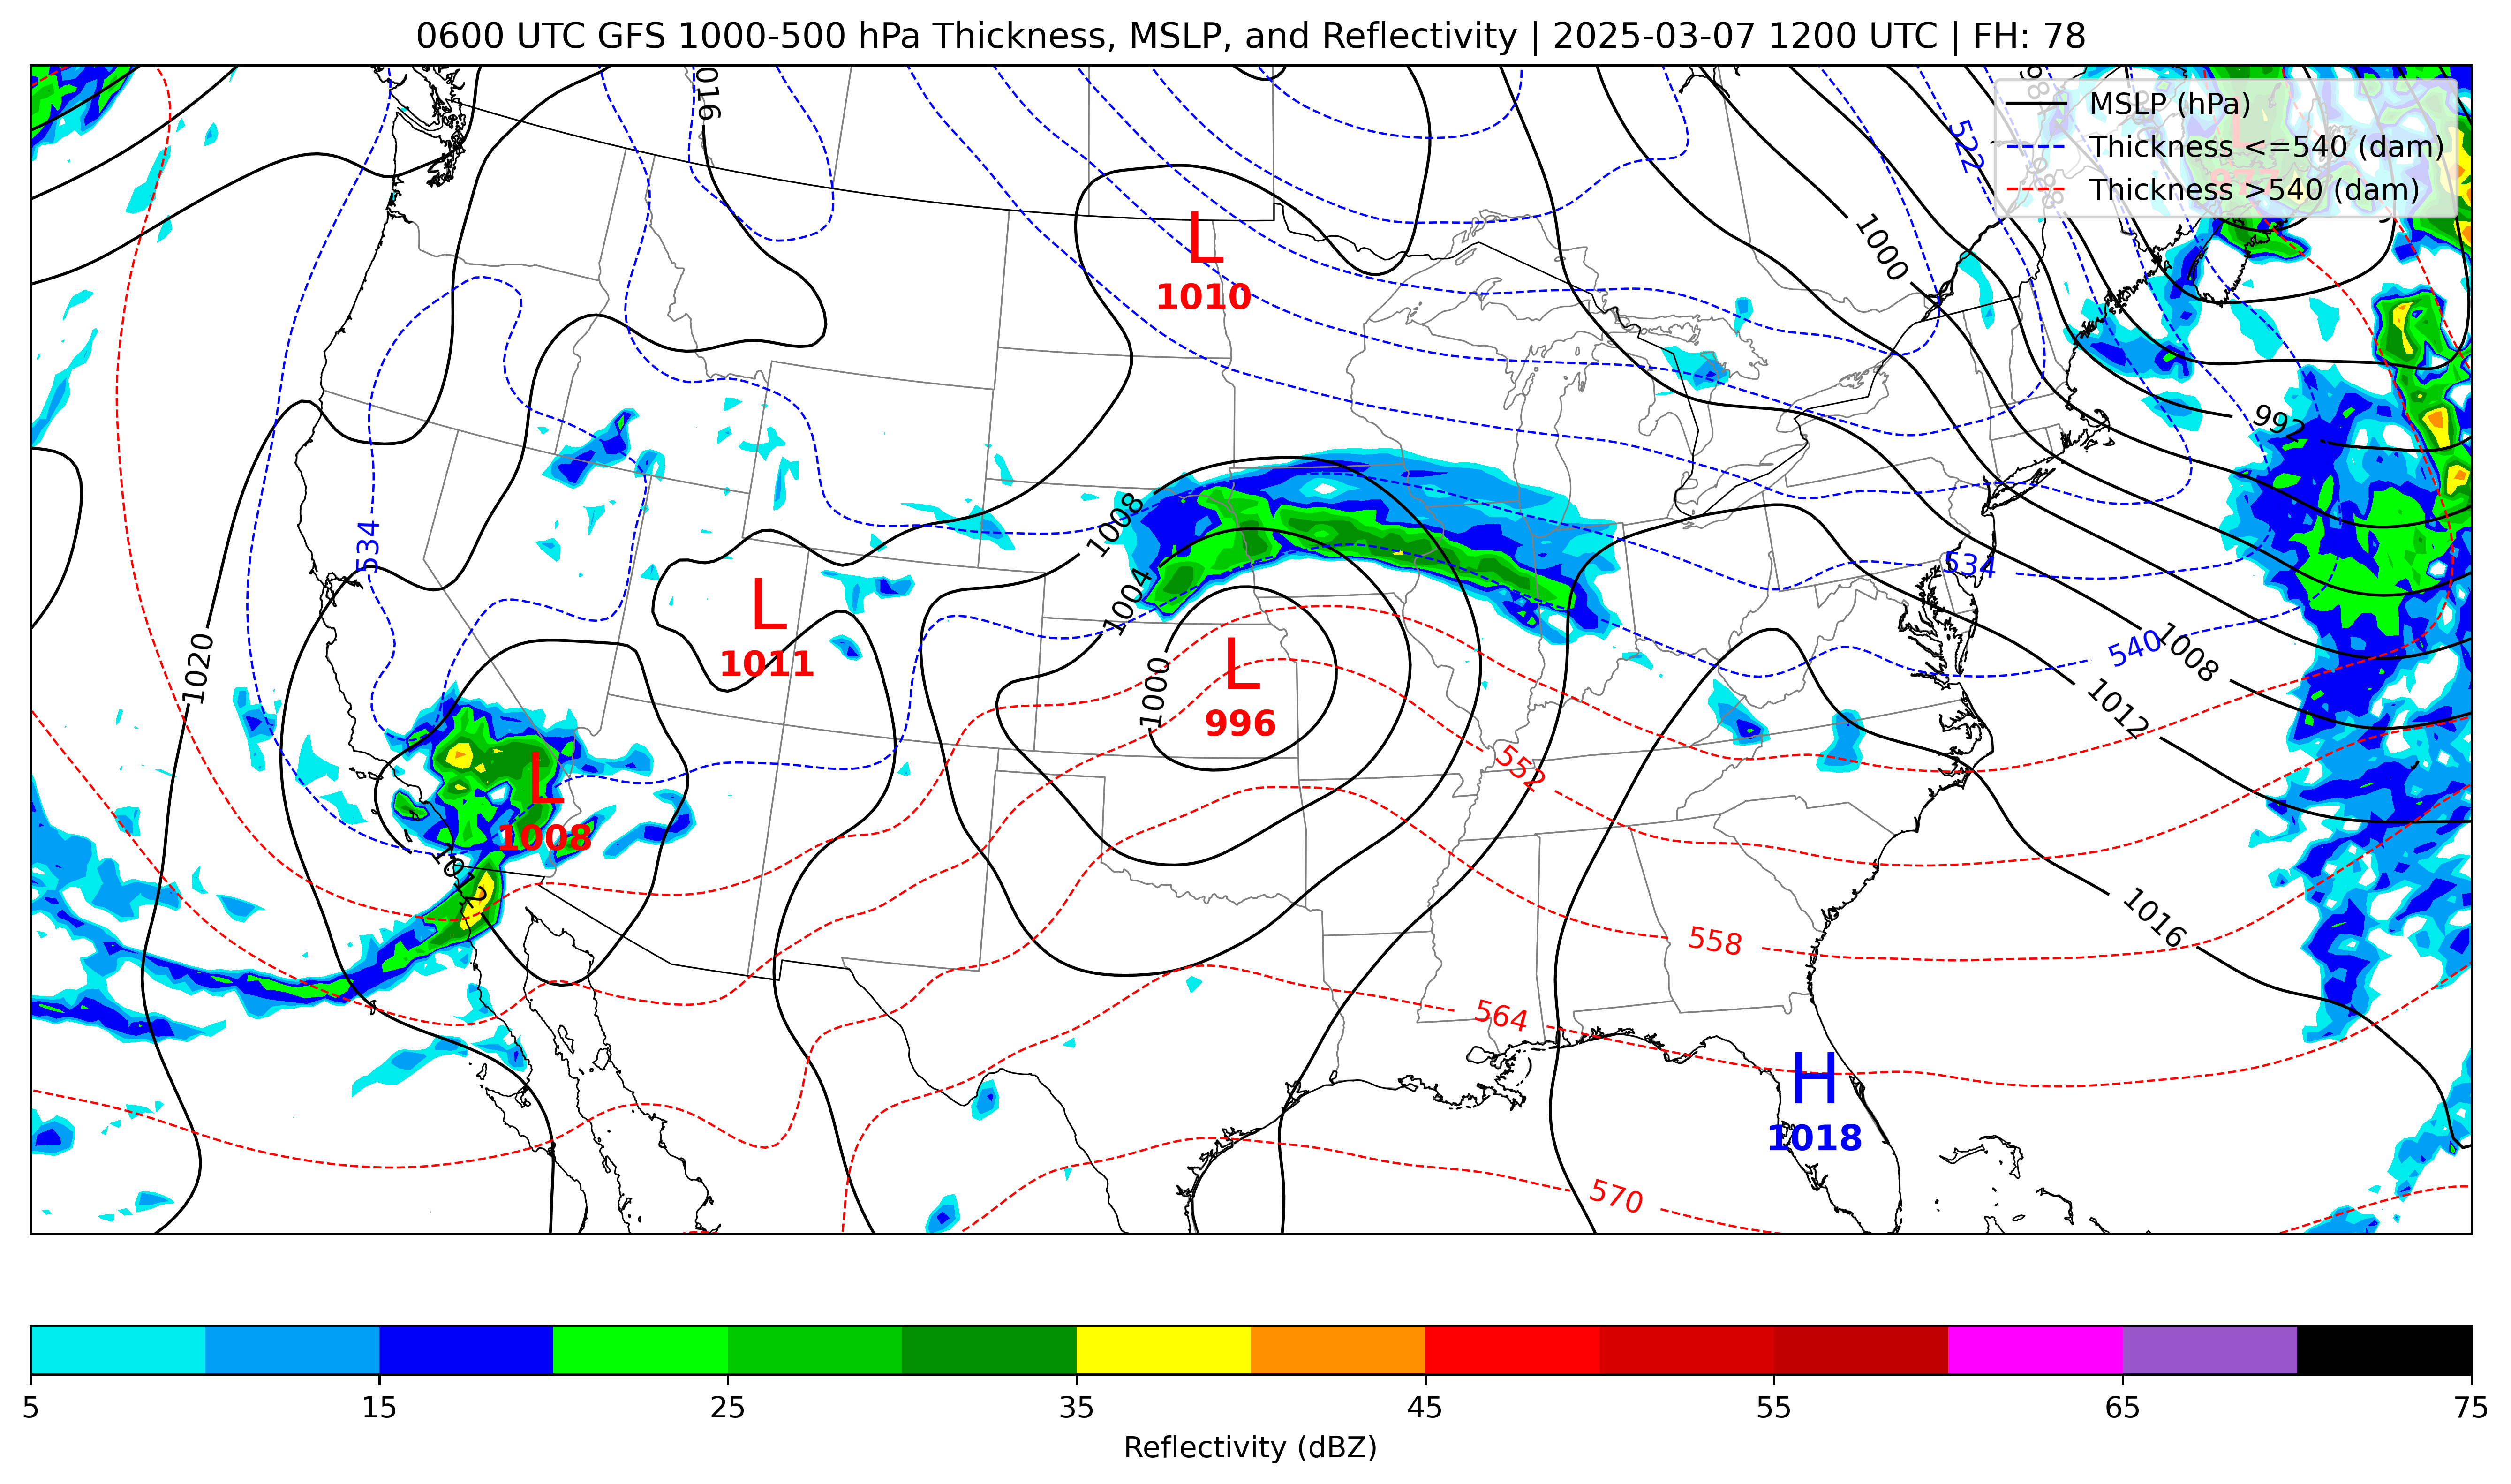 0600 UTC GFS 1000-500 hPa Thickness, MSLP, and Reflectivity | 2025-03-07 1200 UTC | FH: 78
MSLP (hPa)
Thickness <=540 (dam)
Thickness >540 (dam)
522
1000
L
1010
992
1008
534
1004
534
L
1011
1020
540
1008
1012
1000
L
996
552
L
1008
1012
1016
558
564
H
1018
570
5 15 25 35 45 55 65 75
Reflectivity (dBZ)